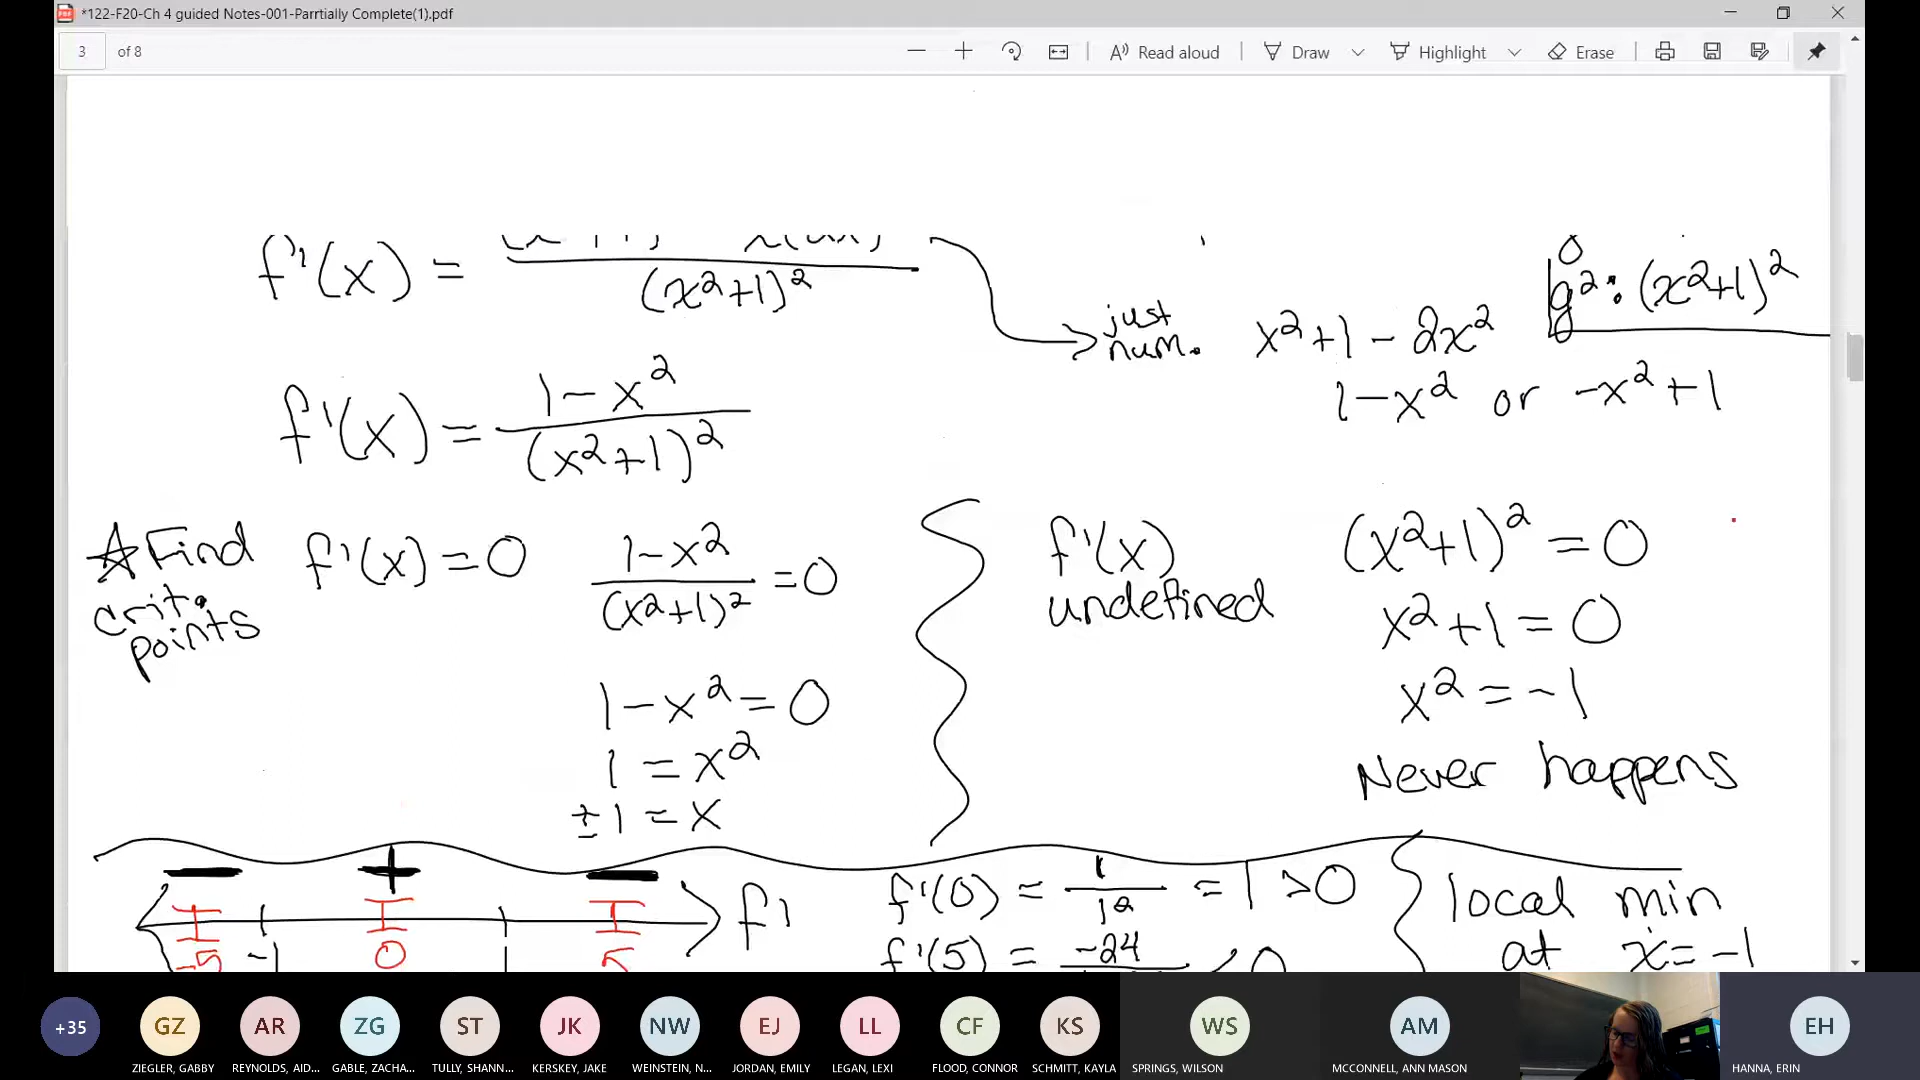 *122-F20-Ch 4 guided Notes-001-Parrtially Complete(1).pdf
3 of 8 Read aloud Draw Highlight Erase
f'(x) = (x²+1)²
g²: (x²+1)²
just num. x²+1 - 2x²
1-x² or -x²+1
f'(x) = 1-x² / (x²+1)²
☆Find crit. points
f'(x) = 0
1-x² / (x²+1)² = 0
1-x² = 0
1 = x²
±1 = x
f'(x) undefined
(x²+1)² = 0
x²+1 = 0
x² = -1
Never happens
− + −
-5 -1 0 5 f'
f'(0) = 1/1² = 1 >0
f'(5) = -24 < 0
local min
at x = -1
+35 GZ AR ZG ST JK NW EJ LL CF KS WS AM EH
ZIEGLER, GABBY REYNOLDS, AID... GABLE, ZACHA... TULLY, SHANN... KERSKEY, JAKE WEINSTEIN, N... JORDAN, EMILY LEGAN, LEXI FLOOD, CONNOR SCHMITT, KAYLA SPRINGS, WILSON MCCONNELL, ANN MASON HANNA, ERIN